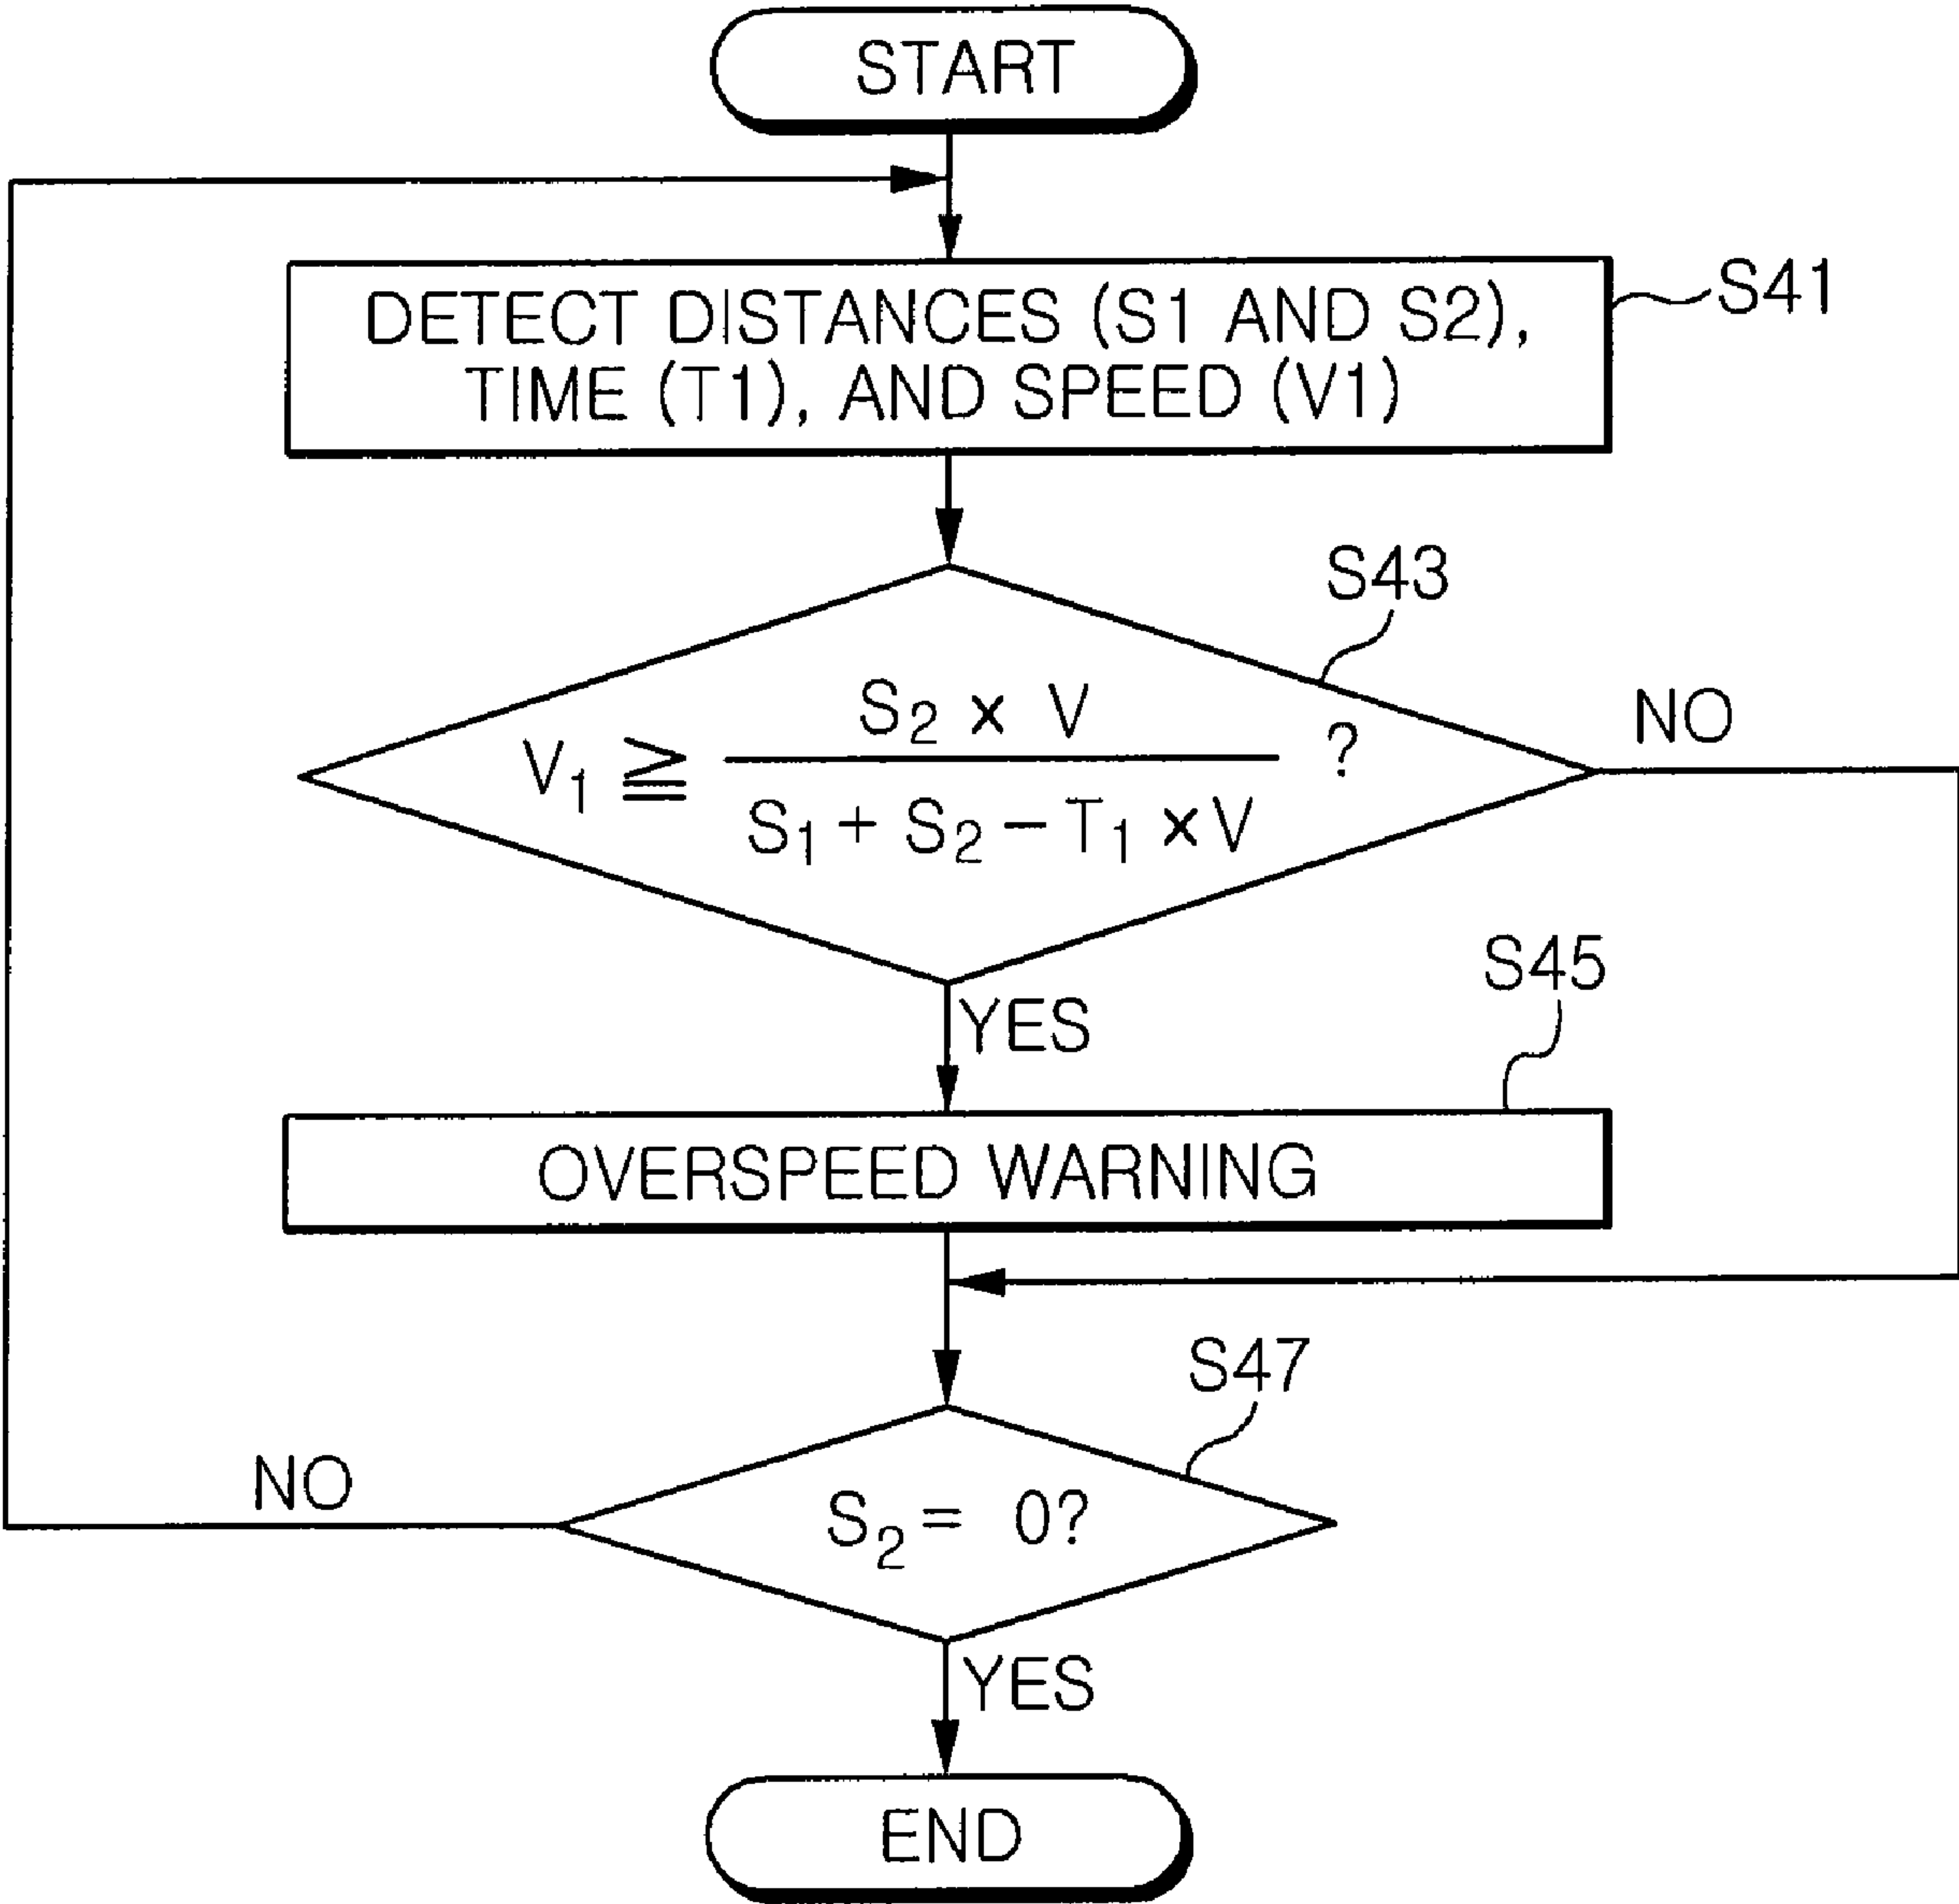 START
DETECT DISTANCES (S1 AND S2),
S41
TIME (T1), AND SPEED (V1)
S43
V₁ ≧ S₂ × V / S₁ + S₂ − T₁ × V ?
NO
YES
S45
OVERSPEED WARNING
S47
NO
S₂ = 0?
YES
END